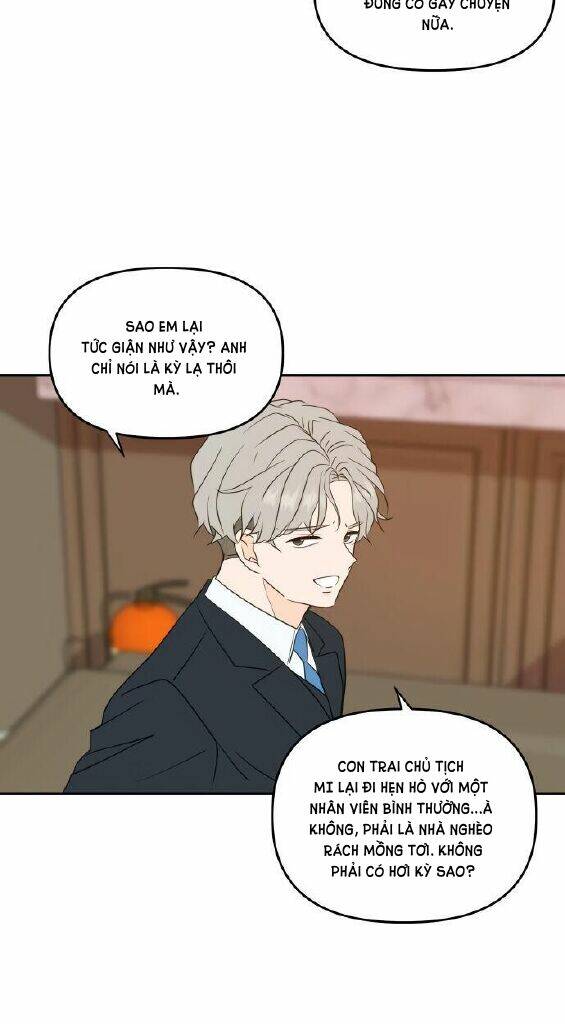 ĐỪNG CÓ GÂY CHUYỆN
NỮA.
SAO EM LẠI
TỨC GIẬN NHƯ VẬY? ANH
CHỈ NÓI LÀ KỲ LẠ THÔI
MÀ.
CON TRAI CHỦ TỊCH
MI LẠI ĐI HẸN HÒ VỚI MỘT
NHÂN VIÊN BÌNH THƯỜNG...À
KHÔNG, PHẢI LÀ NHÀ NGHÈO
RÁCH MỒNG TƠI. KHÔNG
PHẢI CÓ HƠI KỲ SAO?